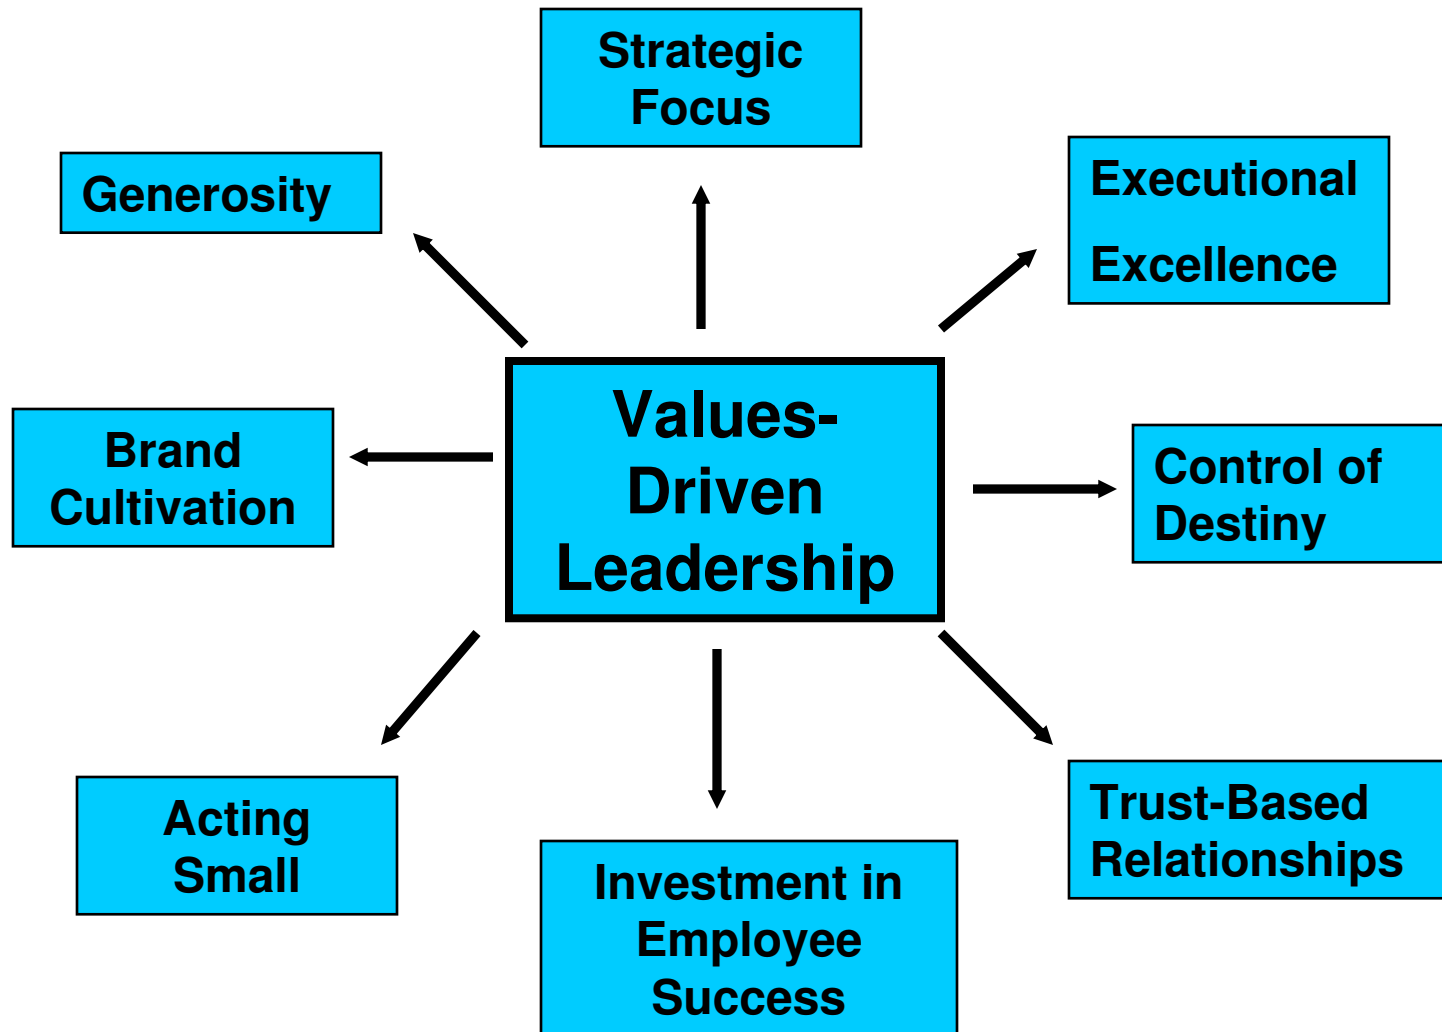 Strategic
Focus
Generosity
Executional
Excellence
Values-
Driven
Leadership
Brand
Cultivation
Control of
Destiny
Acting
Small
Investment in
Employee
Success
Trust-Based
Relationships